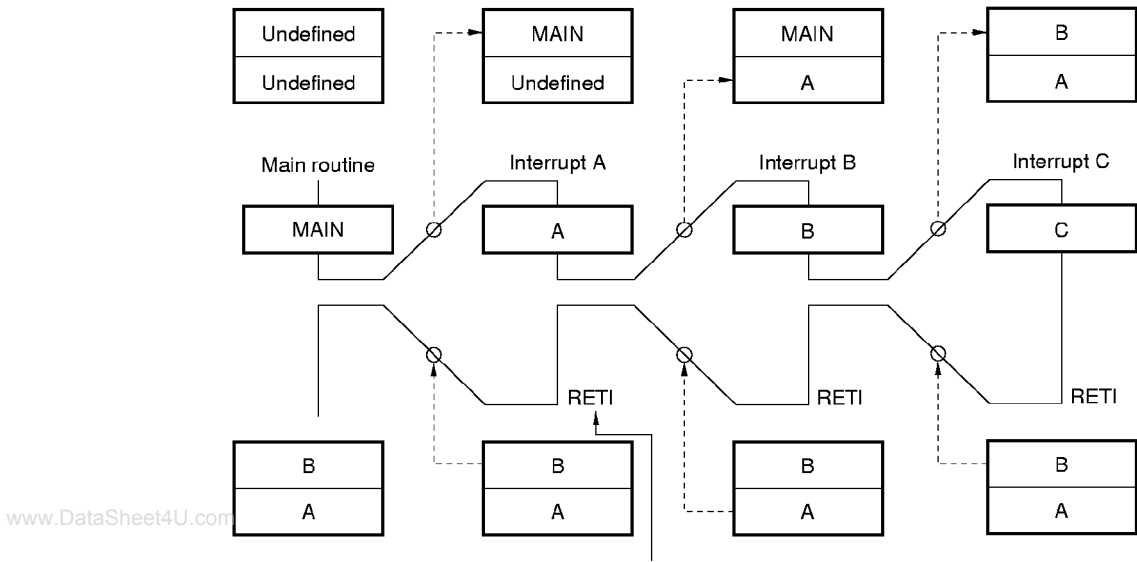 Undefined MAIN MAIN B
Undefined Undefined A A
Main routine Interrupt A Interrupt B Interrupt C
MAIN A B C
RETI RETI RETI
B B B B
A A A A
www.DataSheet4U.com